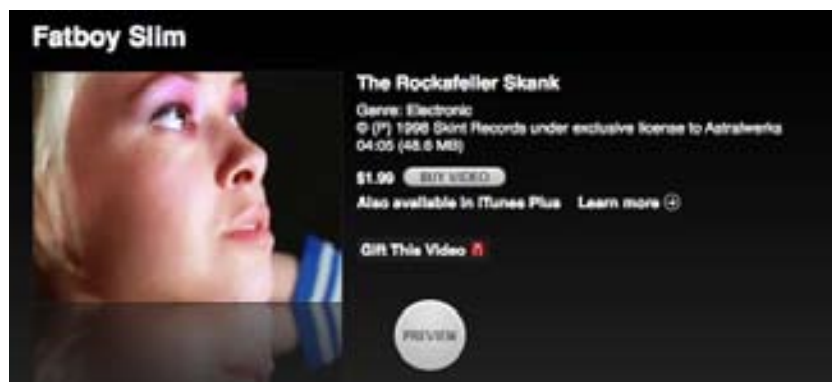 Fatboy Slim
The Rockafeller Skank
Genre: Electronic
© (P) 1998 Skint Records under exclusive license to Astralwerks
04:05 (48.6 MB)
$1.99 BUY VIDEO
Also available in iTunes Plus Learn more
Gift This Video
PREVIEW